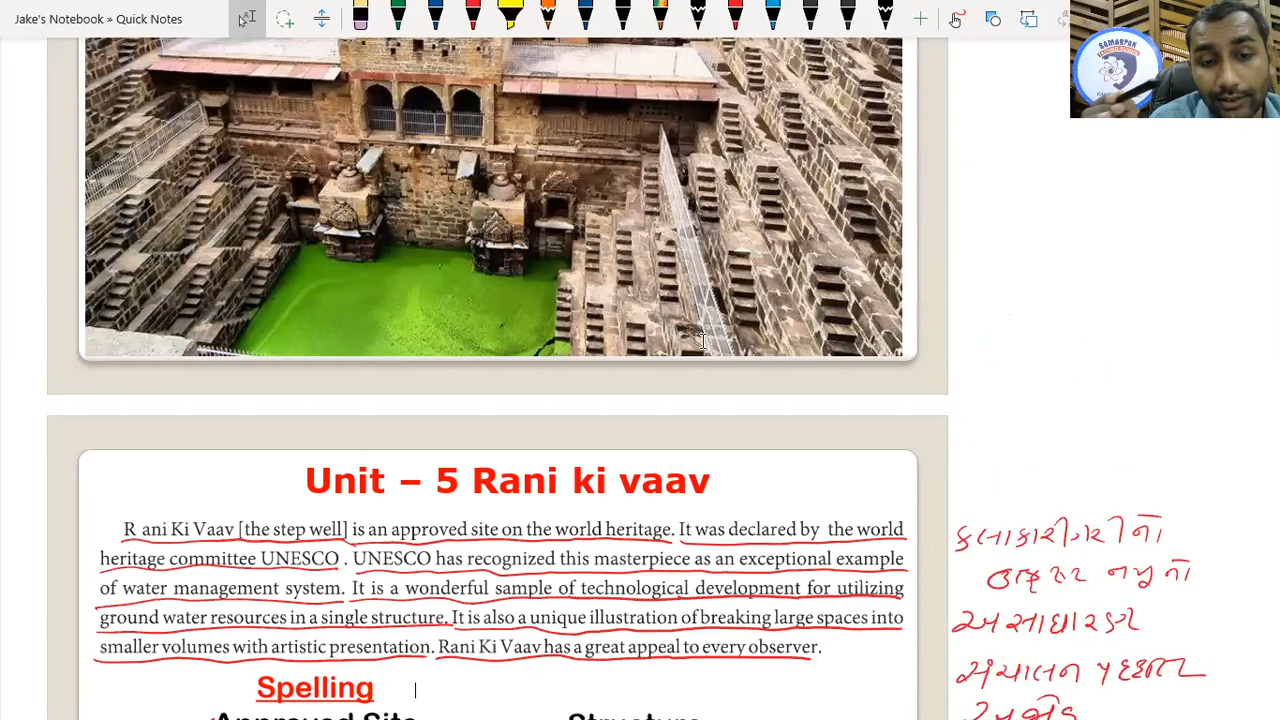 Jake's Notebook » Quick Notes
SAMARPAN
Unit – 5 Rani ki vaav
R ani Ki Vaav [the step well] is an approved site on the world heritage. It was declared by the world
heritage committee UNESCO . UNESCO has recognized this masterpiece as an exceptional example
of water management system. It is a wonderful sample of technological development for utilizing
ground water resources in a single structure. It is also a unique illustration of breaking large spaces into
smaller volumes with artistic presentation. Rani Ki Vaav has a great appeal to every observer.
કલાકારીગરીનો
નમુનો
અસાધારણ
સંચાલન
Spelling
Approved Site Structure